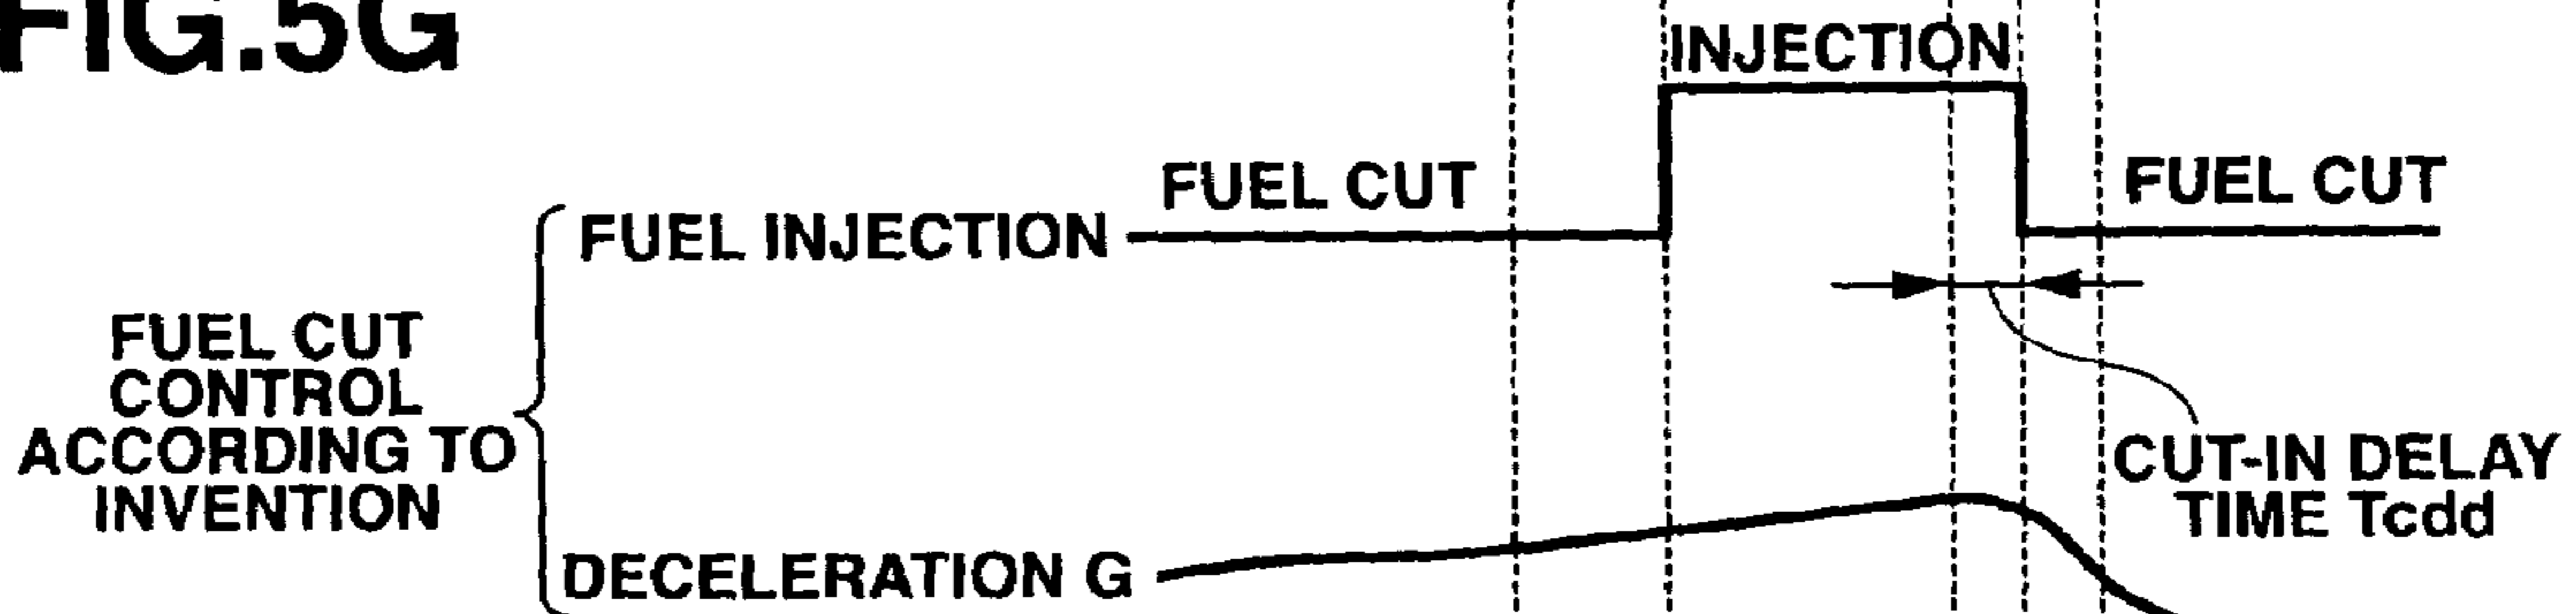 FIG.5G
INJECTION
FUEL CUT
FUEL CUT
FUEL INJECTION
FUEL CUT
CONTROL
ACCORDING TO
INVENTION
CUT-IN DELAY
TIME Tcdd
DECELERATION G